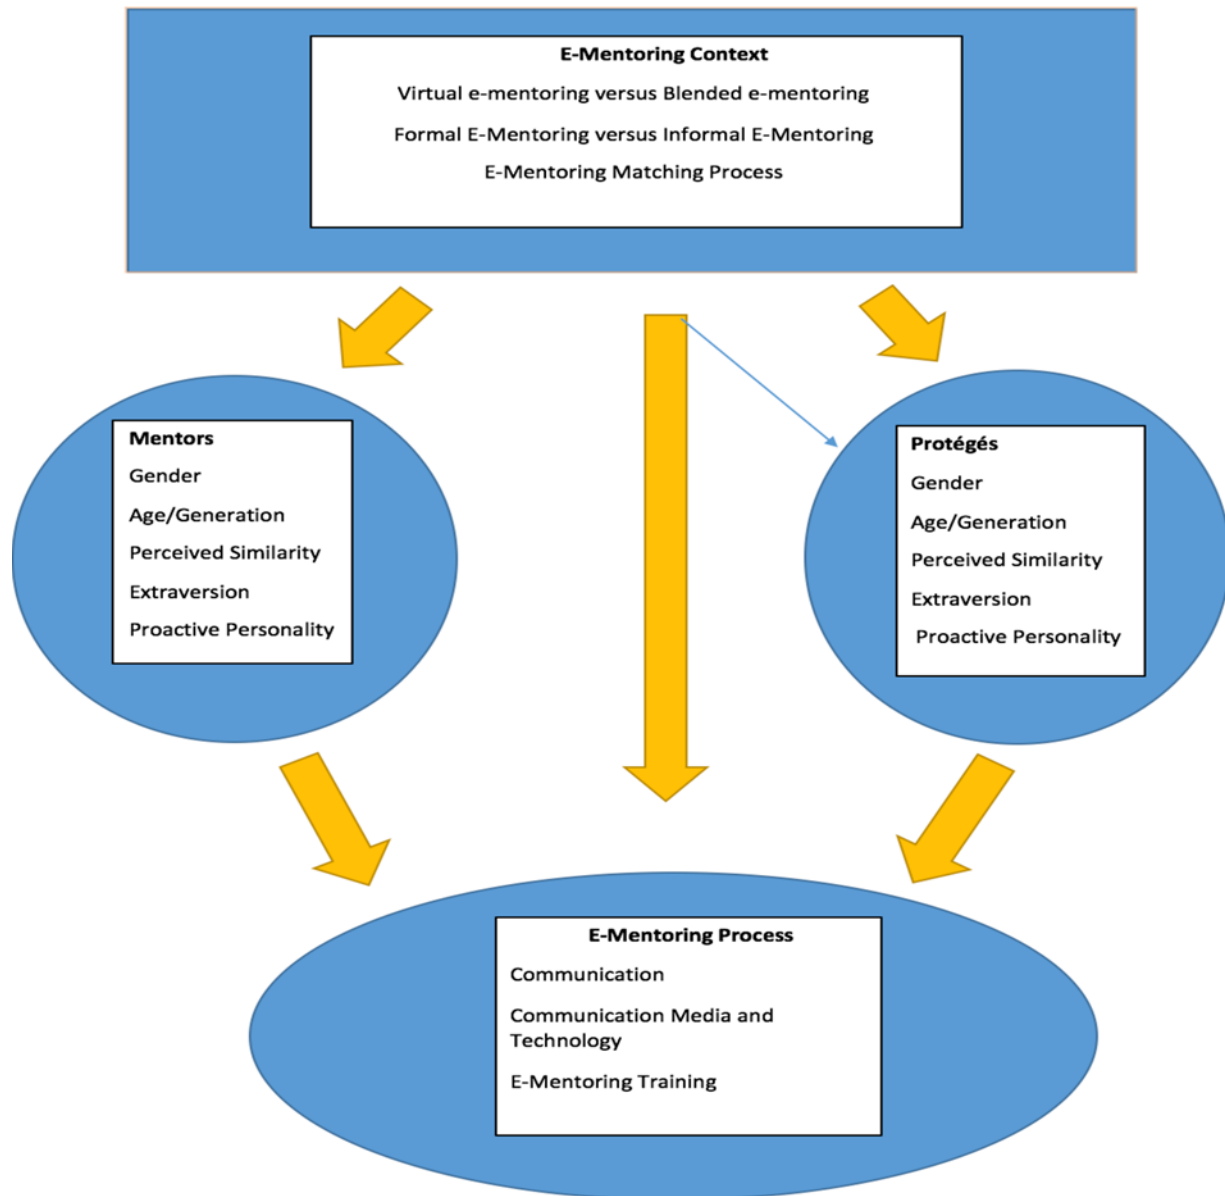 E-Mentoring Context
Virtual e-mentoring versus Blended e-mentoring
Formal E-Mentoring versus Informal E-Mentoring
E-Mentoring Matching Process
Mentors
Gender
Age/Generation
Perceived Similarity
Extraversion
Proactive Personality
Protégés
Gender
Age/Generation
Perceived Similarity
Extraversion
Proactive Personality
E-Mentoring Process
Communication
Communication Media and
Technology
E-Mentoring Training